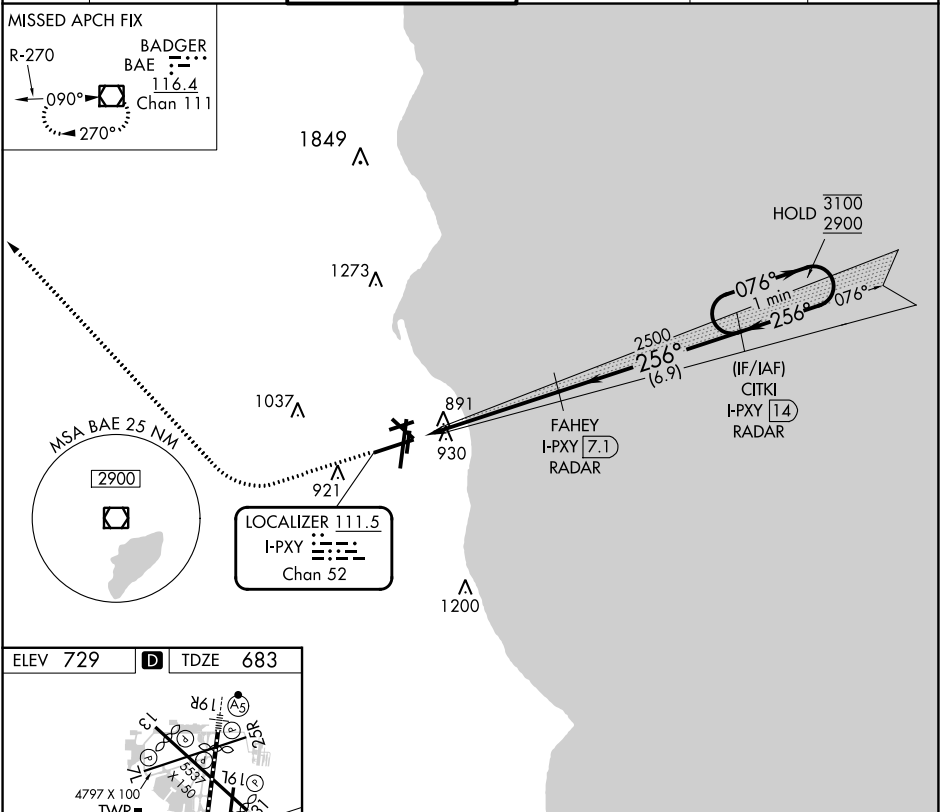 MISSED APCH FIX
R-270
BADGER
BAE
116.4
Chan 111
090°
270°
1849
HOLD
3100
2900
1273
076°
1 min
256°
076°
2500
256°
(6.9)
(IF/IAF)
CITKI
I-PXY 14
RADAR
1037
891
930
FAHEY
I-PXY 7.1
RADAR
MSA BAE 25 NM
2900
921
LOCALIZER 111.5
I-PXY
Chan 52
1200
ELEV 729
D
TDZE 683
19R
A5
13
25R
P
P
P
P
7L
5537
X 150
19L
P
31
4797 X 100
TWR